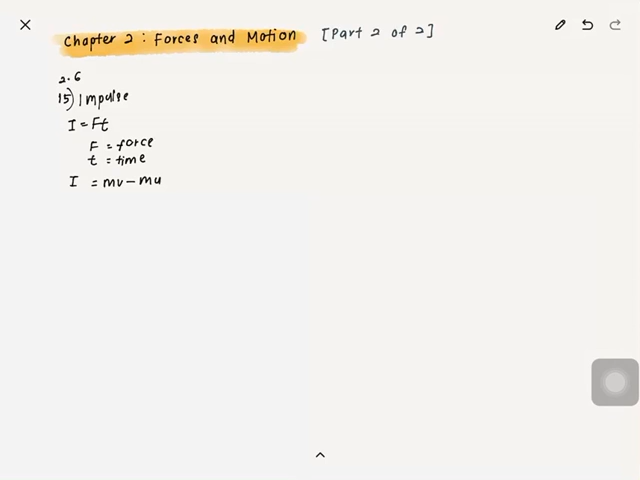 Chapter 2 : Forces and Motion [Part 2 of 2]
2.6
15) Impulse
I = Ft
F = force
t = time
I = mv - mu